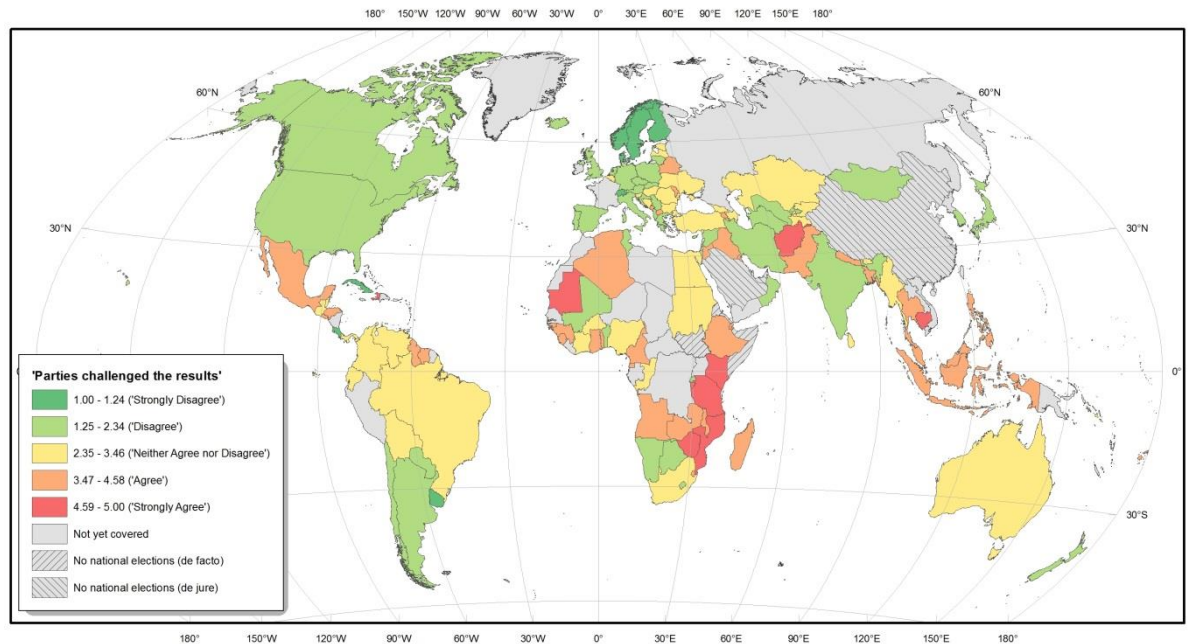 180° 150°W 120°W 90°W 60°W 30°W 0° 30°E 60°E 90°E 120°E 150°E 180°
60°N 60°N
30°N 30°N
0°
30°S
'Parties challenged the results'
1.00 - 1.24 ('Strongly Disagree')
1.25 - 2.34 ('Disagree')
2.35 - 3.46 ('Neither Agree nor Disagree')
3.47 - 4.58 ('Agree')
4.59 - 5.00 ('Strongly Agree')
Not yet covered
No national elections (de facto)
No national elections (de jure)
180° 150°W 120°W 90°W 60°W 30°W 0° 30°E 60°E 90°E 120°E 150°E 180°